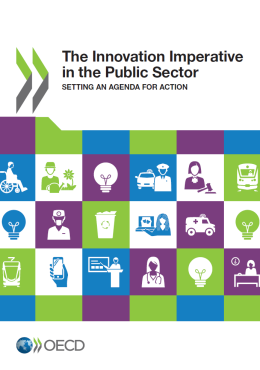 The Innovation Imperative
in the Public Sector
SETTING AN AGENDA FOR ACTION
OECD